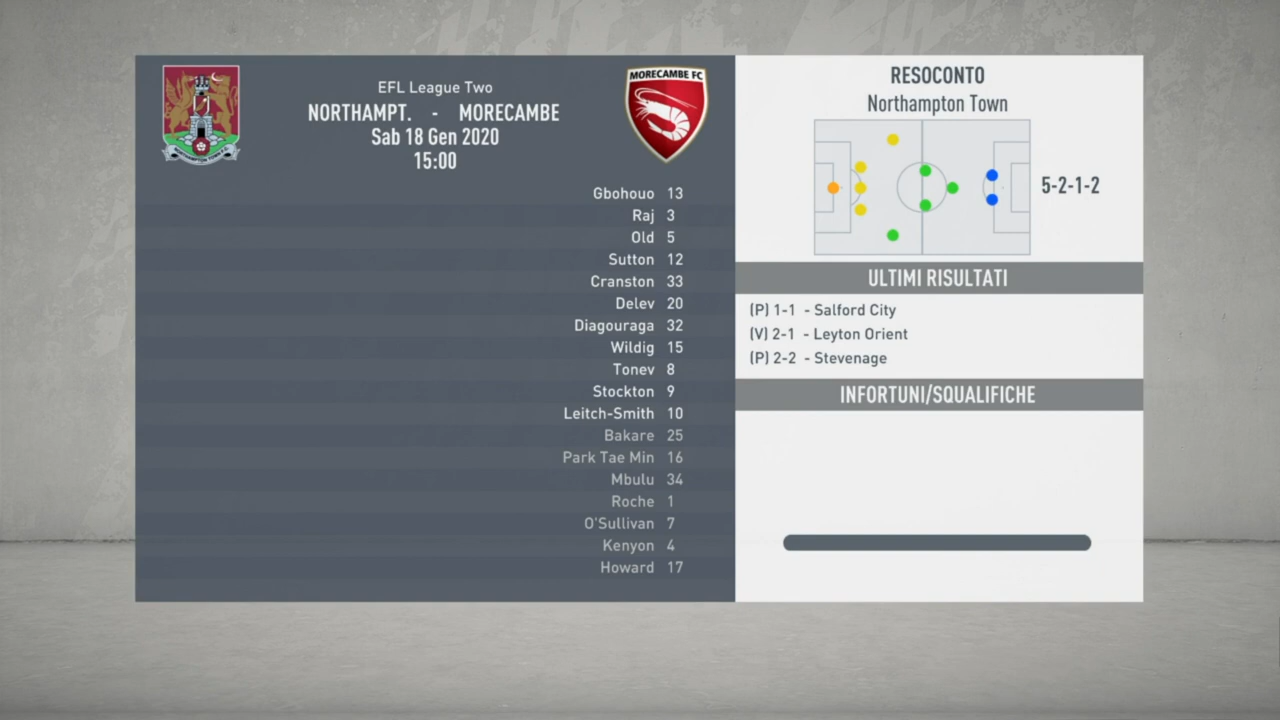 EFL League Two
NORTHAMPT. - MORECAMBE
Sab 18 Gen 2020
15:00
MORECAMBE FC
Gbohouo 13
Raj 3
Old 5
Sutton 12
Cranston 33
Delev 20
Diagouraga 32
Wildig 15
Tonev 8
Stockton 9
Leitch-Smith 10
Bakare 25
Park Tae Min 16
Mbulu 34
Roche 1
O'Sullivan 7
Kenyon 4
Howard 17
RESOCONTO
Northampton Town
5-2-1-2
ULTIMI RISULTATI
(P) 1-1 - Salford City
(V) 2-1 - Leyton Orient
(P) 2-2 - Stevenage
INFORTUNI/SQUALIFICHE